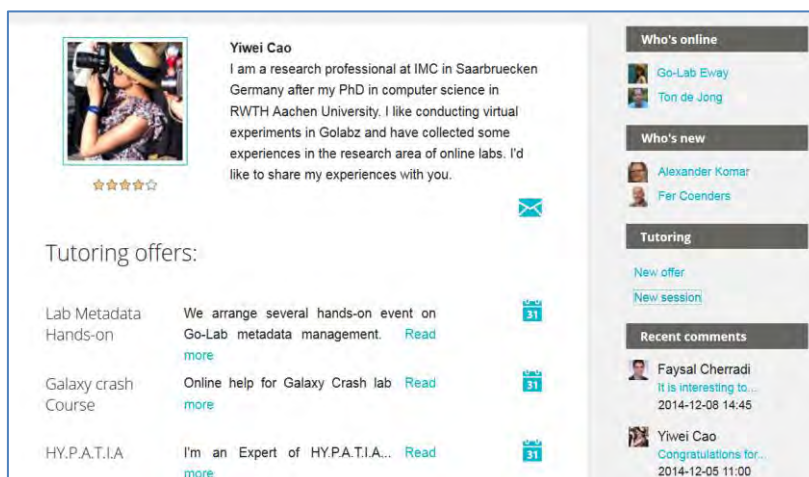 Yiwei Cao
I am a research professional at IMC in Saarbruecken
Germany after my PhD in computer science in
RWTH Aachen University. I like conducting virtual
experiments in Golabz and have collected some
experiences in the research area of online labs. I'd
like to share my experiences with you.
Tutoring offers:
Lab Metadata
Hands-on
We arrange several hands-on event on
Go-Lab metadata management. Read
more
31
Galaxy crash
Course
Online help for Galaxy Crash lab Read
more
31
HY.P.A.T.I.A
I'm an Expert of HY.P.A.T.I.A... Read
more
31
Who's online
Go-Lab Eway
Ton de Jong
Who's new
Alexander Komar
Fer Coenders
Tutoring
New offer
New session
Recent comments
Faysal Cherradi
It is interesting to...
2014-12-08 14:45
Yiwei Cao
Congratulations for...
2014-12-05 11:00